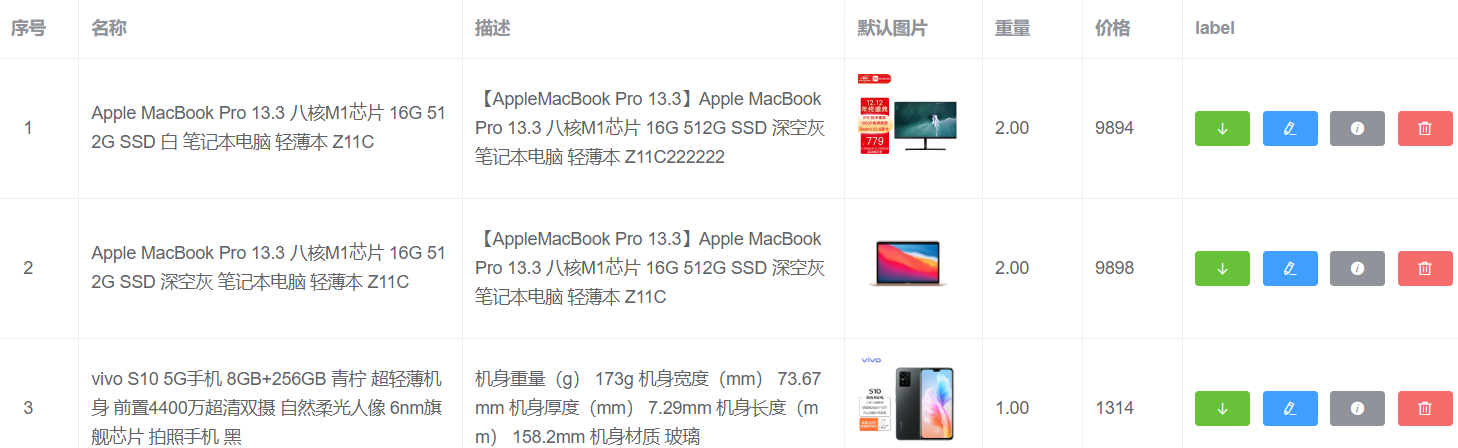 序号 名称 描述 默认图片 重量 价格 label
1
Apple MacBook Pro 13.3 八核M1芯片 16G 51
2G SSD 白 笔记本电脑 轻薄本 Z11C
【AppleMacBook Pro 13.3】Apple MacBook
Pro 13.3 八核M1芯片 16G 512G SSD 深空灰
笔记本电脑 轻薄本 Z11C222222
12.12
年终盛典
779
2.00
9894
2
Apple MacBook Pro 13.3 八核M1芯片 16G 51
2G SSD 深空灰 笔记本电脑 轻薄本 Z11C
【AppleMacBook Pro 13.3】Apple MacBook
Pro 13.3 八核M1芯片 16G 512G SSD 深空灰
笔记本电脑 轻薄本 Z11C
2.00
9898
3
vivo S10 5G手机 8GB+256GB 青柠 超轻薄机
身 前置4400万超清双摄 自然柔光人像 6nm旗
舰芯片 拍照手机 黑
机身重量（g） 173g 机身宽度（mm） 73.67
mm 机身厚度（mm） 7.29mm 机身长度（m
m） 158.2mm 机身材质 玻璃
vivo
S10
1.00
1314